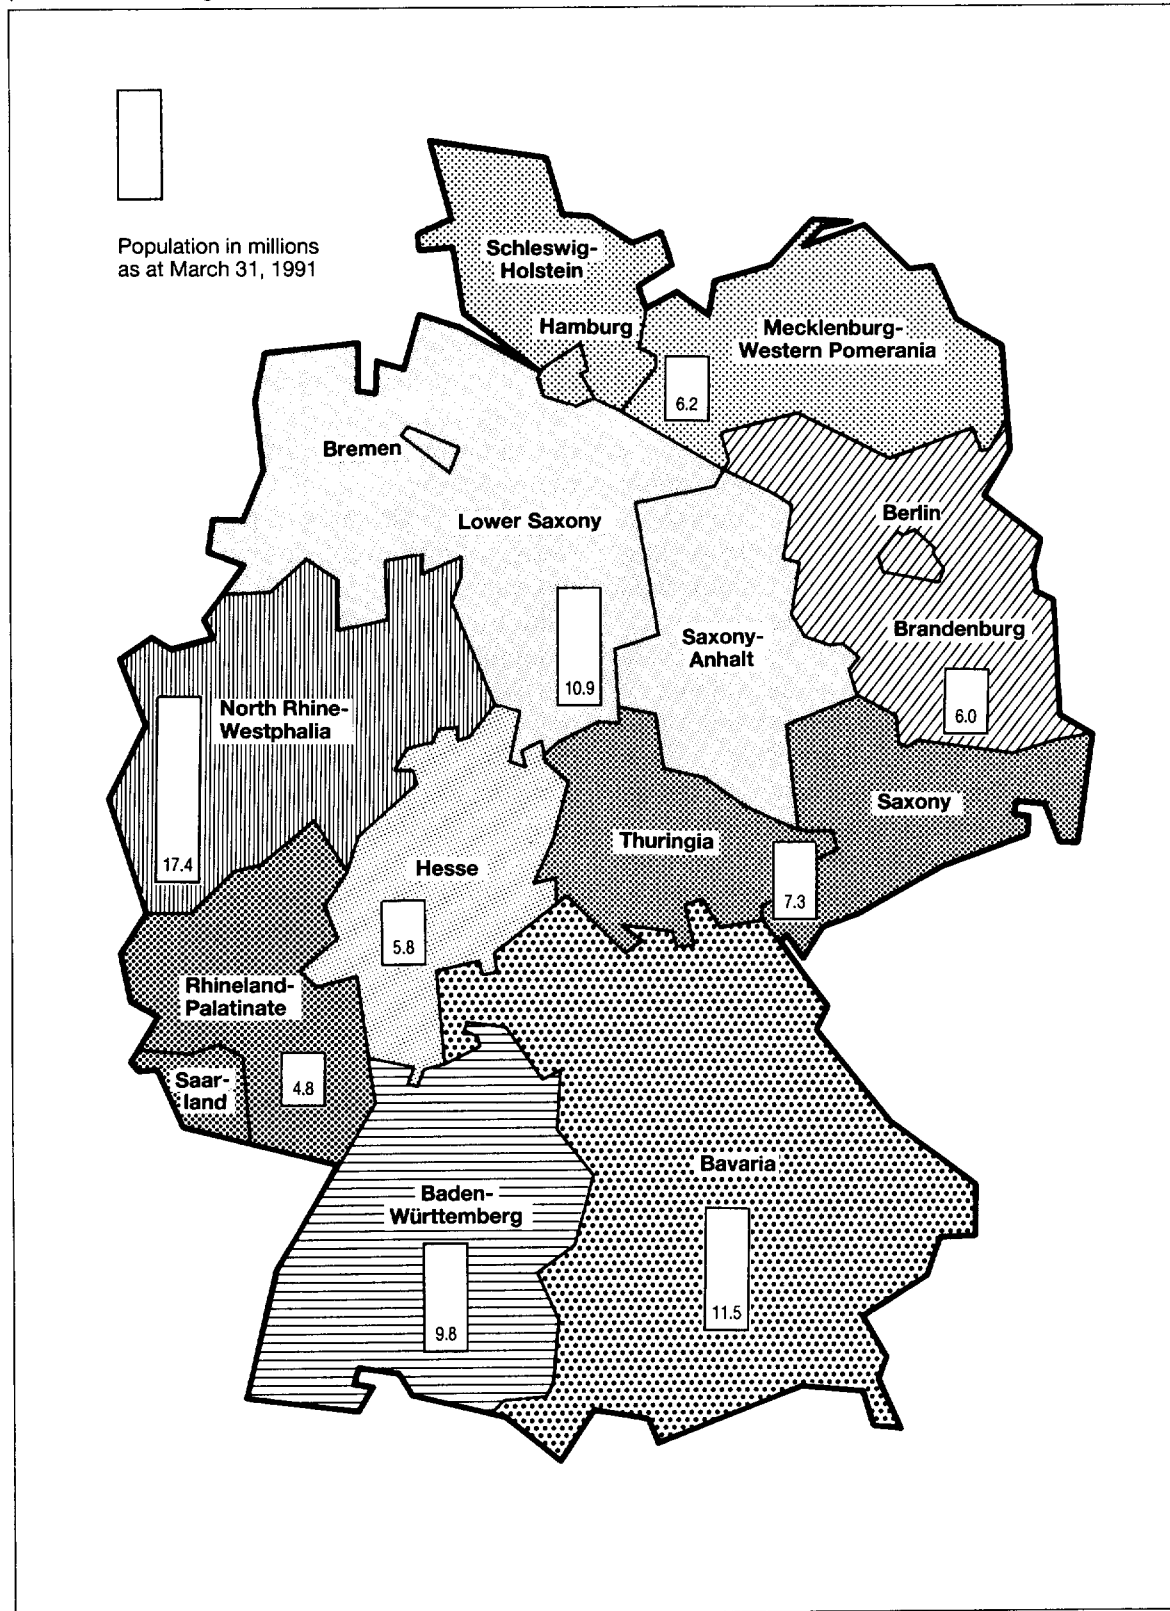 Population in millions
as at March 31, 1991
Schleswig-
Holstein
Hamburg
Mecklenburg-
Western Pomerania
6.2
Bremen
Lower Saxony
Berlin
Brandenburg
Saxony-
Anhalt
10.9
6.0
North Rhine-
Westphalia
17.4
Saxony
Thuringia
Hesse
7.3
5.8
Rhineland-
Palatinate
4.8
Saar-
land
Bavaria
Baden-
Württemberg
11.5
9.8